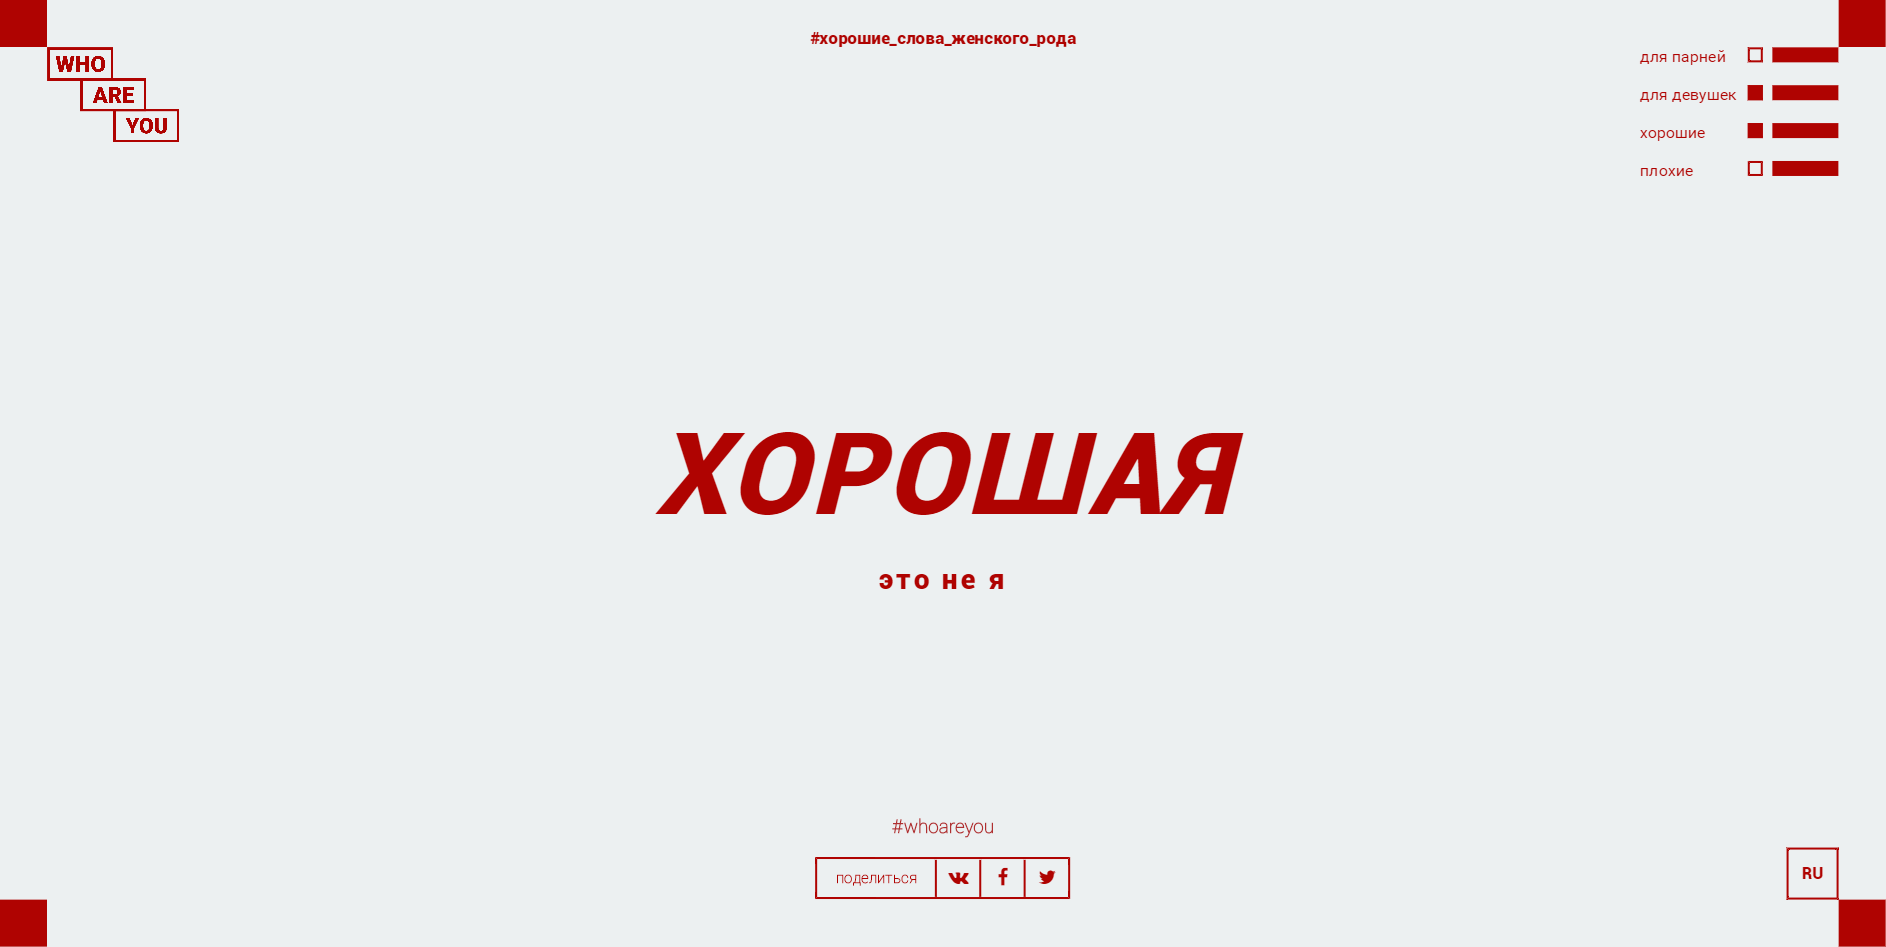 #хорошие_слова_женского_рода
WHO
ARE
YOU
для парней
для девушек
хорошие
плохие
ХОРОШАЯ
это не я
#whoareyou
поделиться
RU